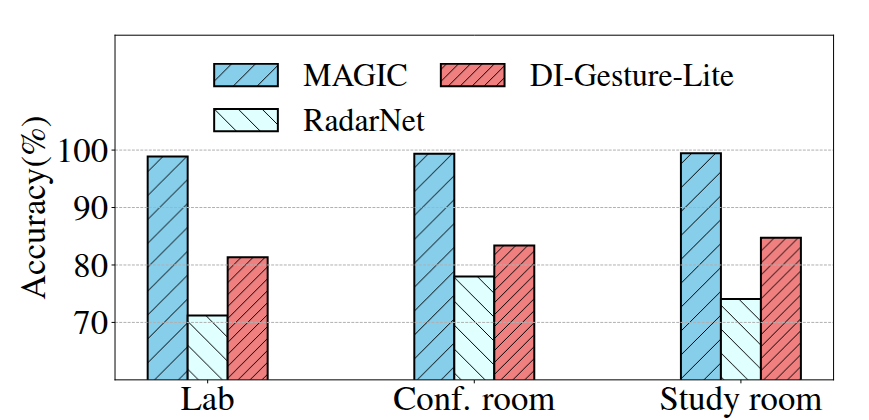 MAGIC
DI-Gesture-Lite
RadarNet
Accuracy(%)
100
90
80
70
Lab
Conf. room
Study room